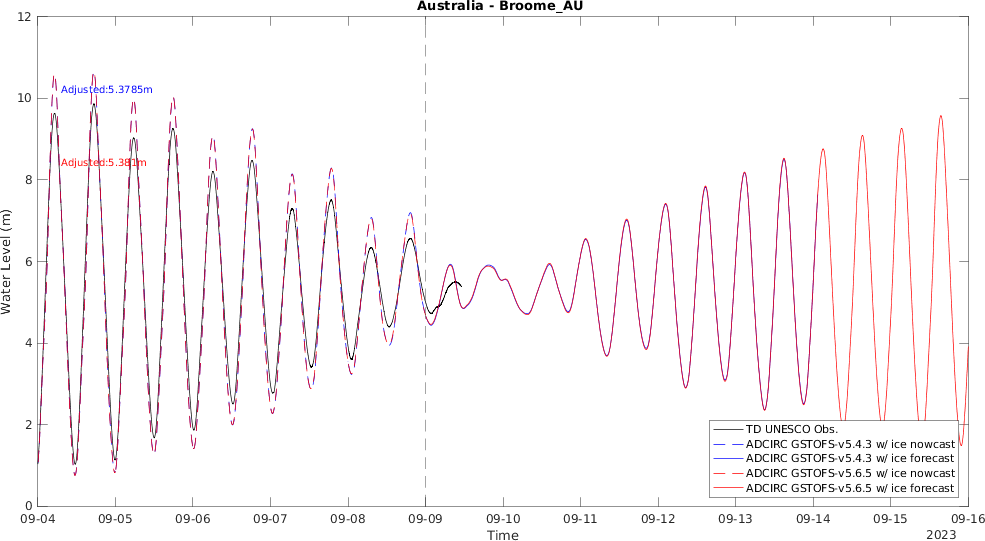 Australia - Broome_AU
12
10
8
6
4
2
0
Water Level (m)
Adjusted:5.3785m
Adjusted:5.381m
TD UNESCO Obs.
ADCIRC GSTOFS-v5.4.3 w/ ice nowcast
ADCIRC GSTOFS-v5.4.3 w/ ice forecast
ADCIRC GSTOFS-v5.6.5 w/ ice nowcast
ADCIRC GSTOFS-v5.6.5 w/ ice forecast
09-04 09-05 09-06 09-07 09-08 09-09 09-10 09-11 09-12 09-13 09-14 09-15 09-16
Time
2023